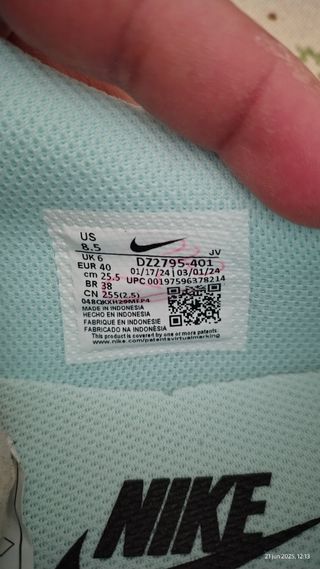 US
8.5
UK 6
EUR 40
cm 25.5
BR 38
CN 255(2.5)
JV
DZ2795-401
01/17/24 | 03/01/24
UPC 00197596378214
MADE IN INDONESIA
HECHO EN INDONESIA
FABRIQUE EN INDONESIE
FABRICADO NA INDONÉSIA
This product is covered by one or more patents.
www.nike.com/patentsvirtualmarking
NIKE
21 jun 2025, 12:13